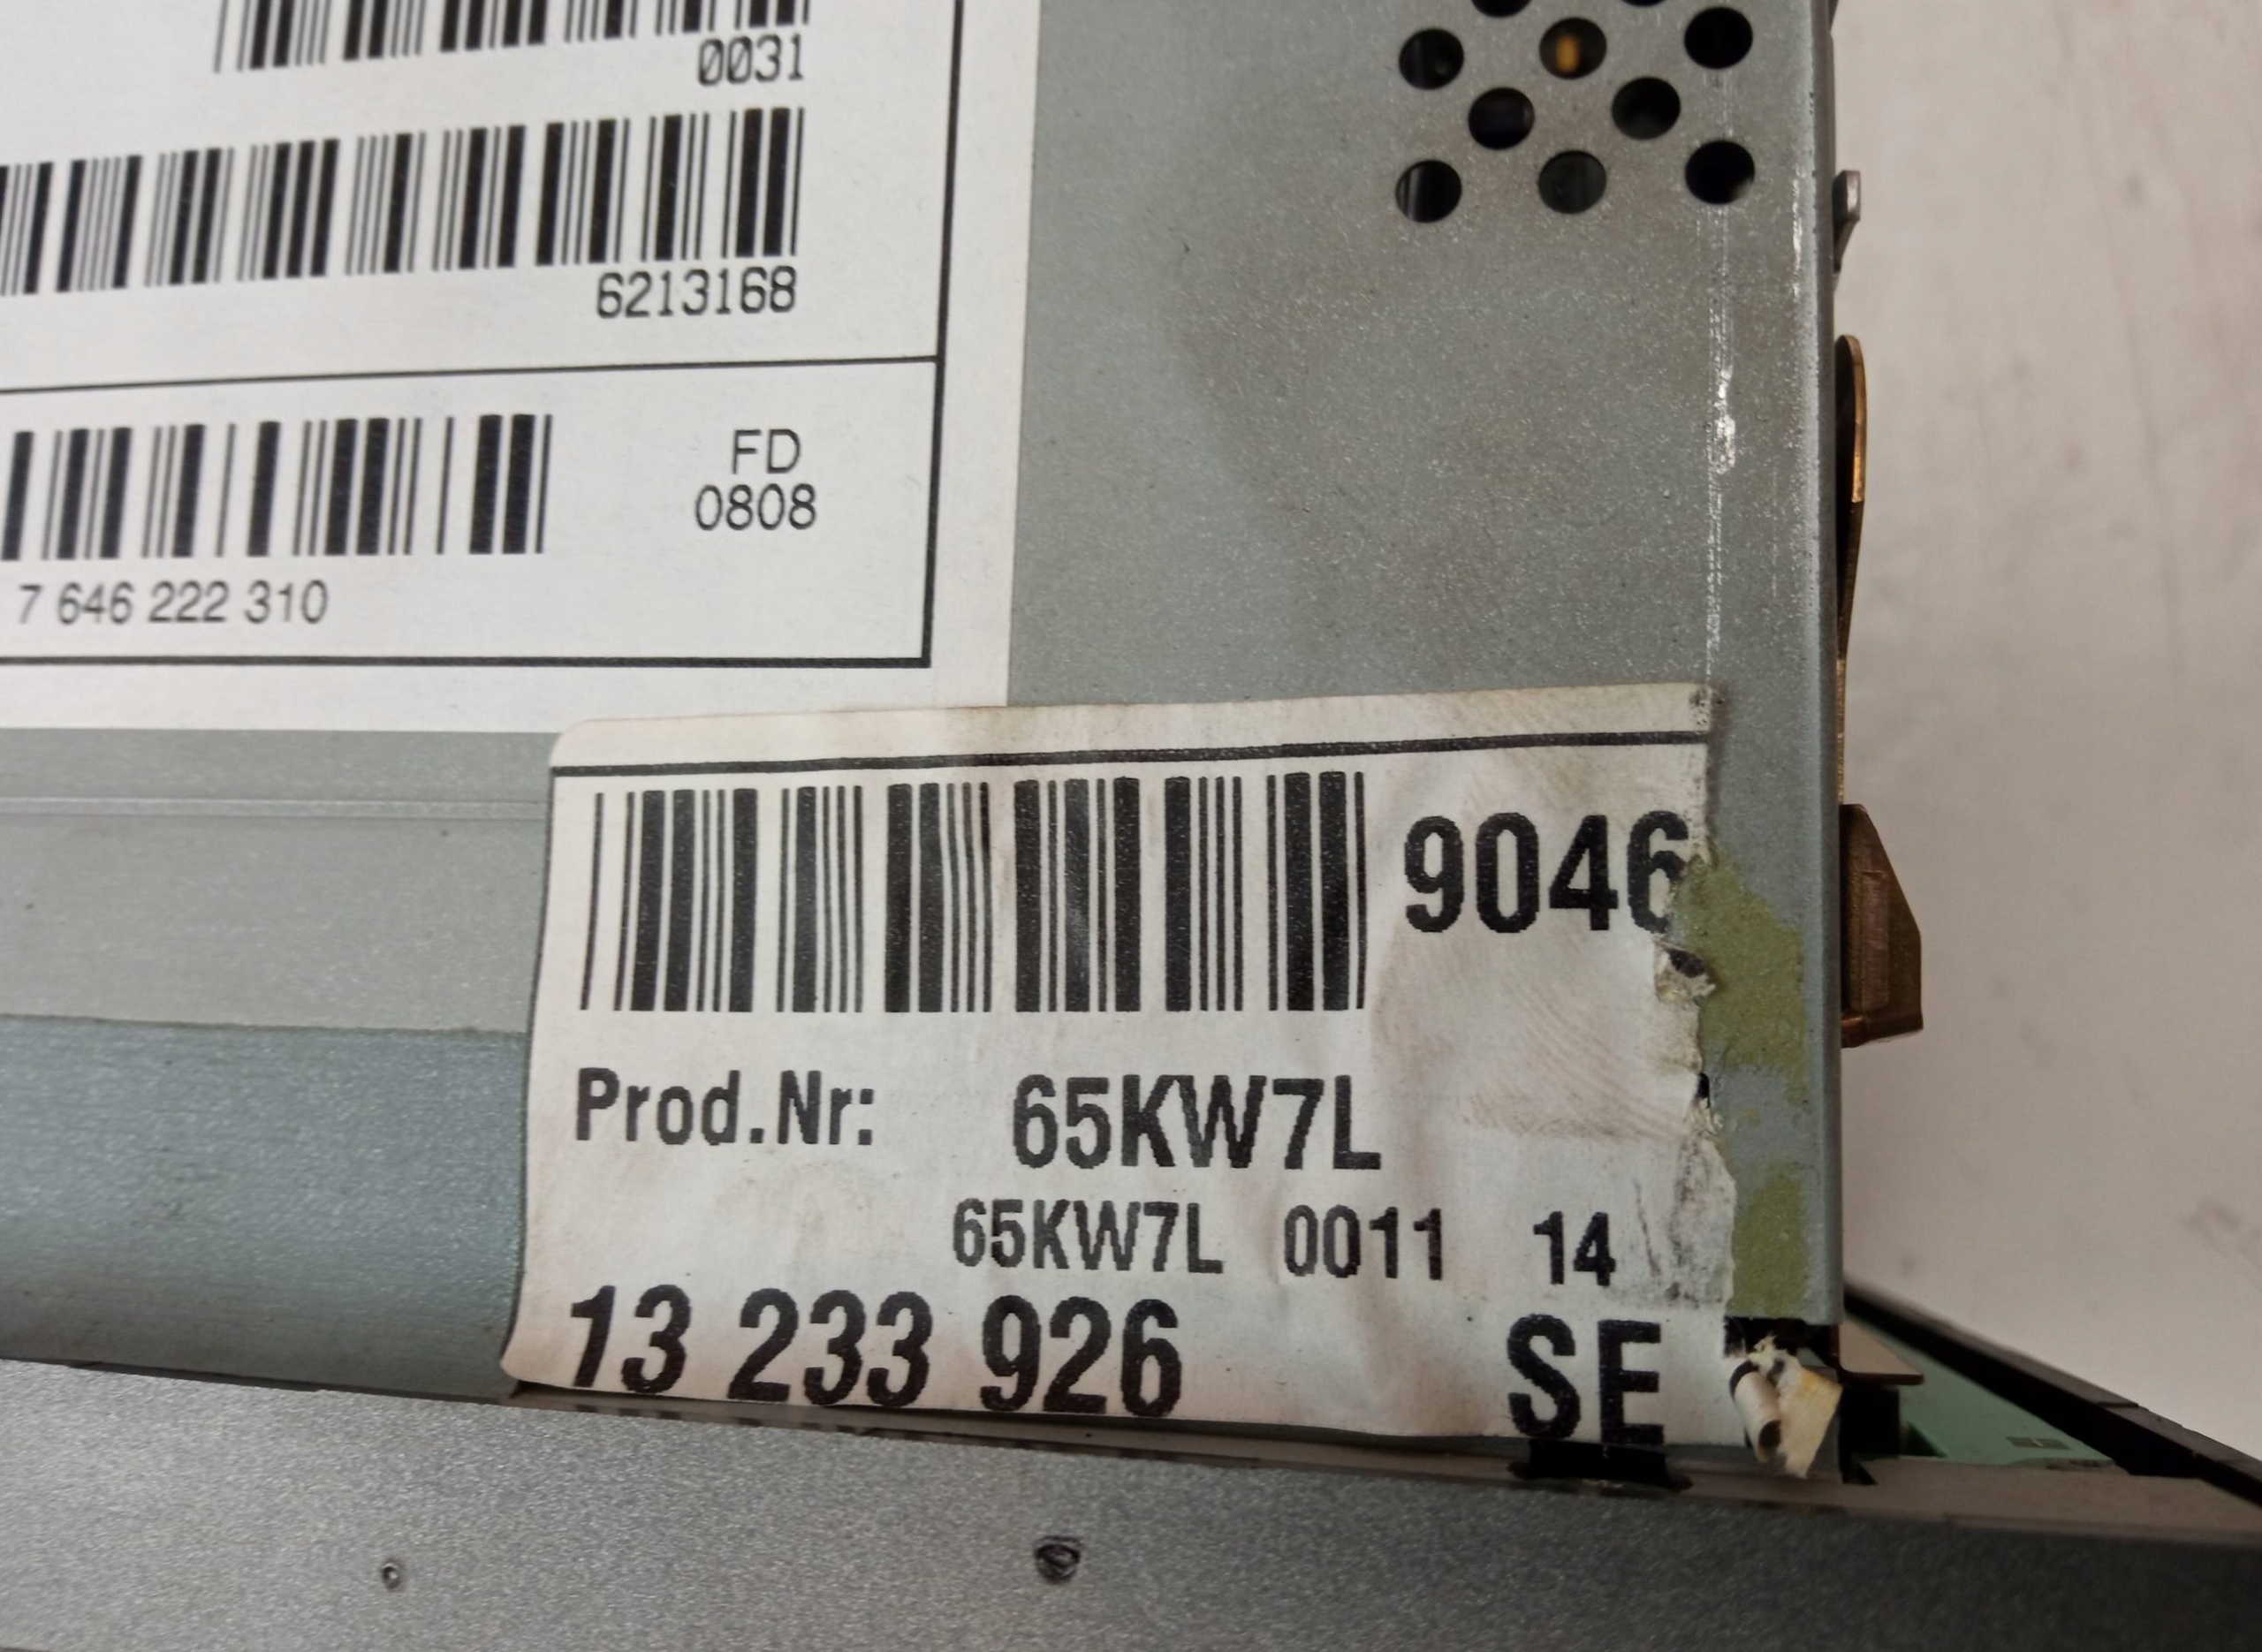 0031
6213168
FD
0808
7 646 222 310
9046
Prod.Nr: 65KW7L
65KW7L 0011 14
13 233 926 SE